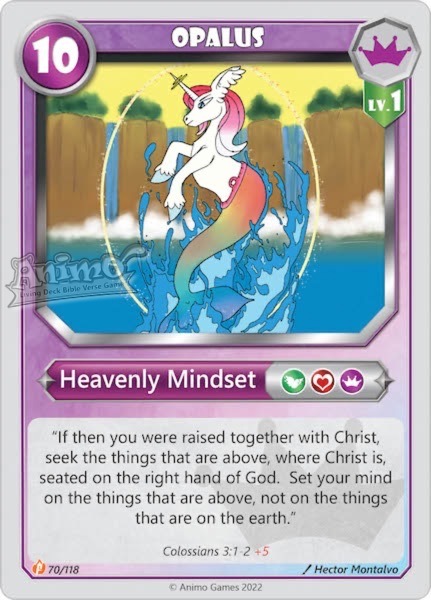 OPALUS
10
LV.1
Animo
Living Deck Bible Verse Game
Heavenly Mindset
“If then you were raised together with Christ,
seek the things that are above, where Christ is,
seated on the right hand of God.  Set your mind
on the things that are above, not on the things
that are on the earth.”
Colossians 3:1-2 +5
70/118
Hector Montalvo
© Animo Games 2022